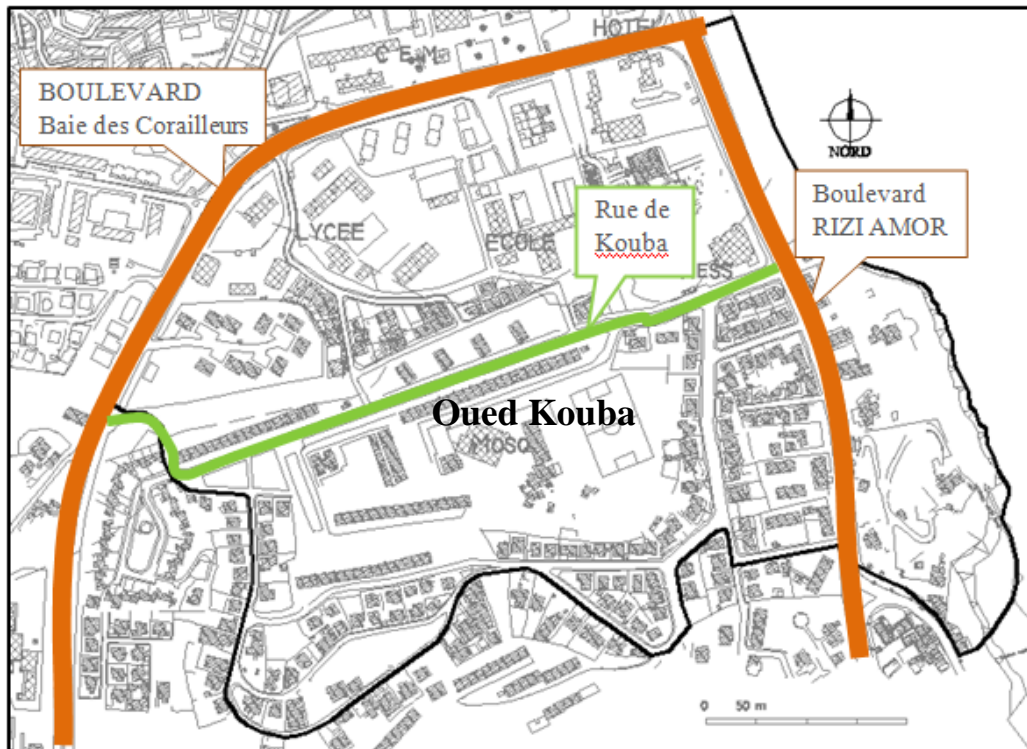 HOTEL
C E M
BOULEVARD
Baie des Corailleurs
NORD
Boulevard
RIZI AMOR
Rue de
Kouba
LYCEE
ECOLE
ESS
Oued Kouba
MOSQ
0 50 m